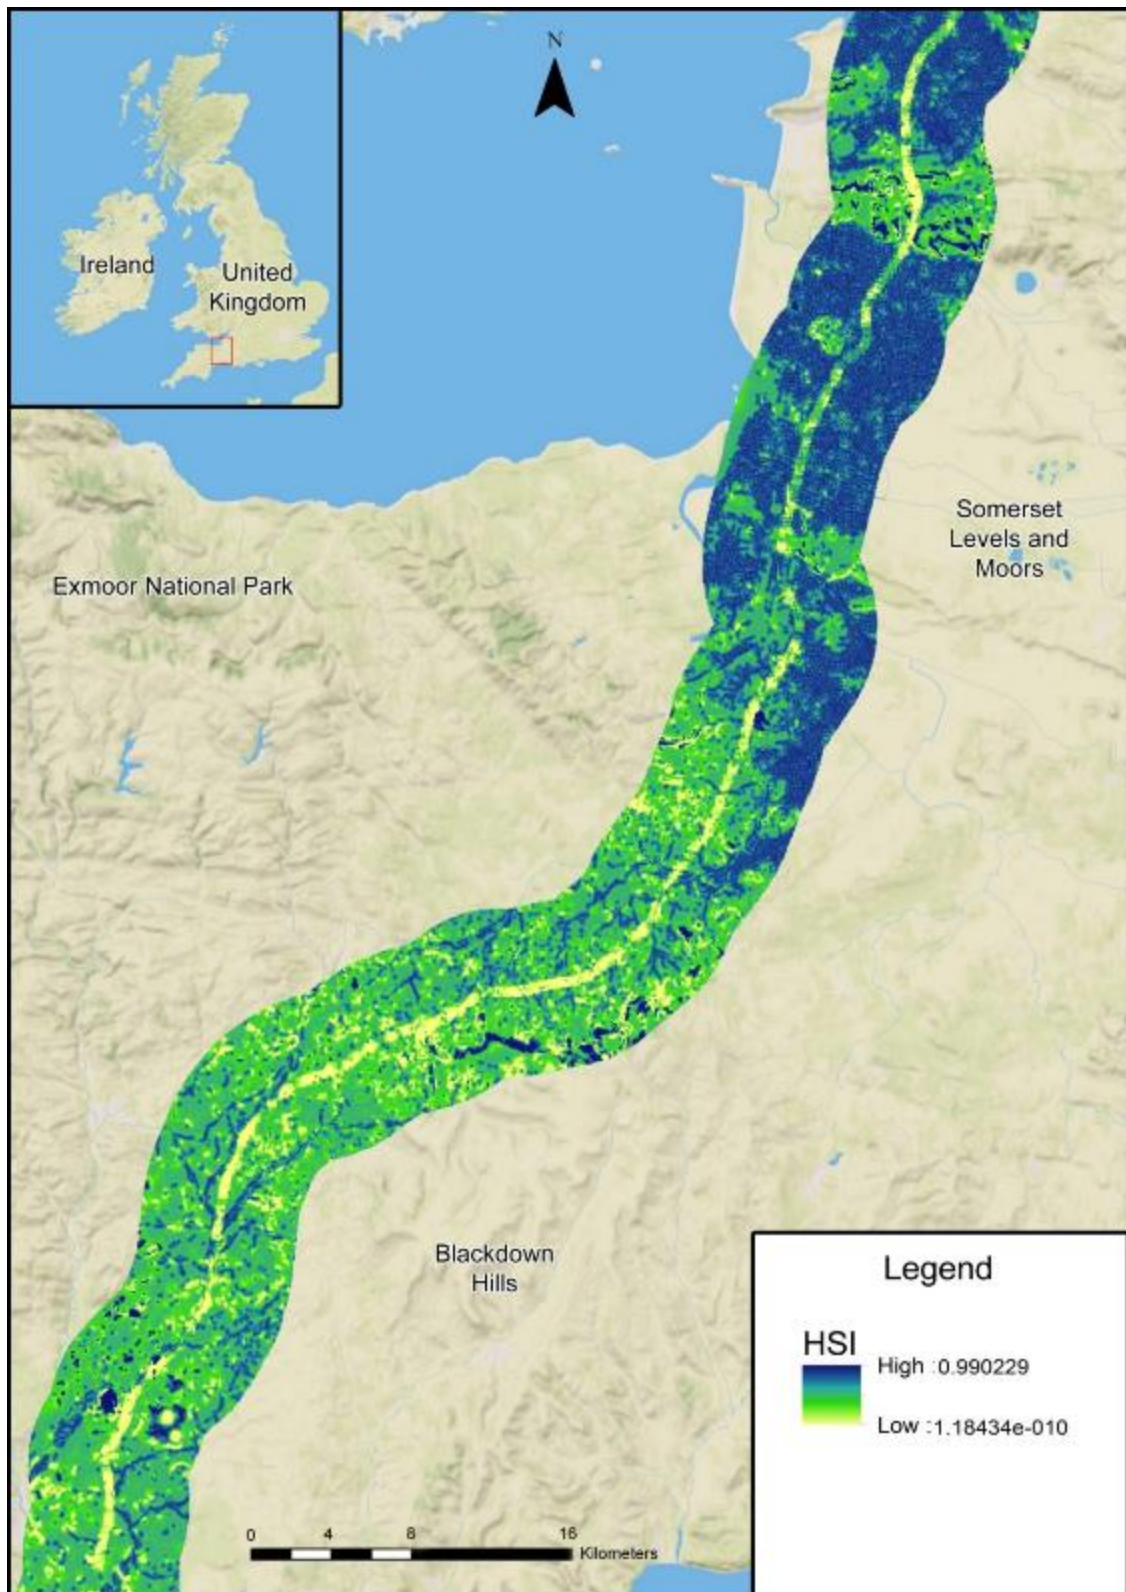 N
Ireland
United
Kingdom
Somerset
Levels and
Moors
Exmoor National Park
Blackdown
Hills
Legend
HSI
High : 0.990229
Low : 1.18434e-010
0 4 8 16
Kilometers